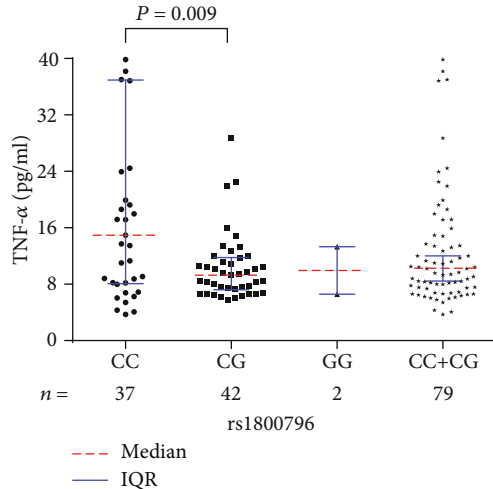 P = 0.009
TNF-α (pg/ml)
40
32
24
16
8
0
CC CG GG CC+CG
n = 37 42 2 79
rs1800796
Median
IQR